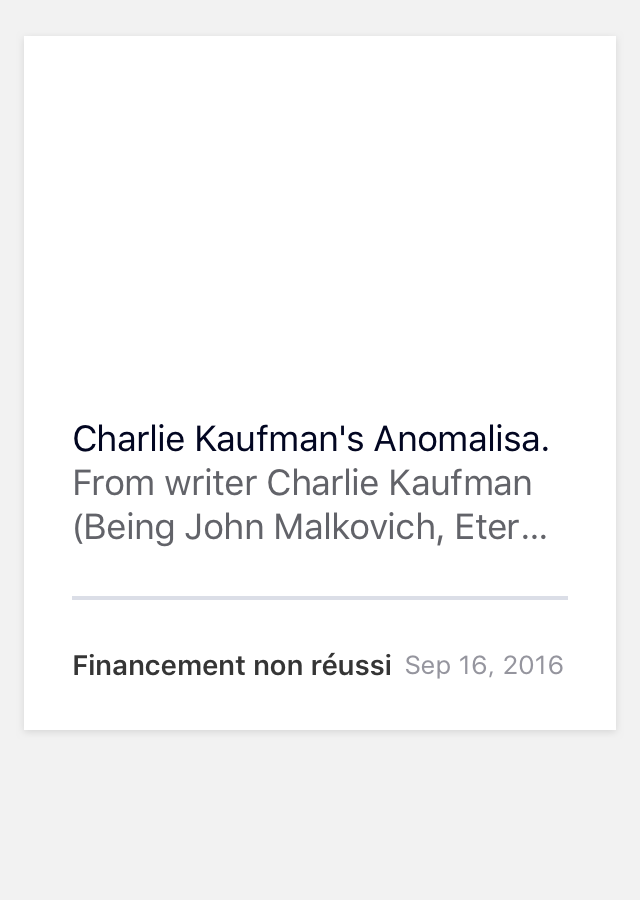 Charlie Kaufman's Anomalisa.
From writer Charlie Kaufman
(Being John Malkovich, Eter...
Financement non réussi Sep 16, 2016